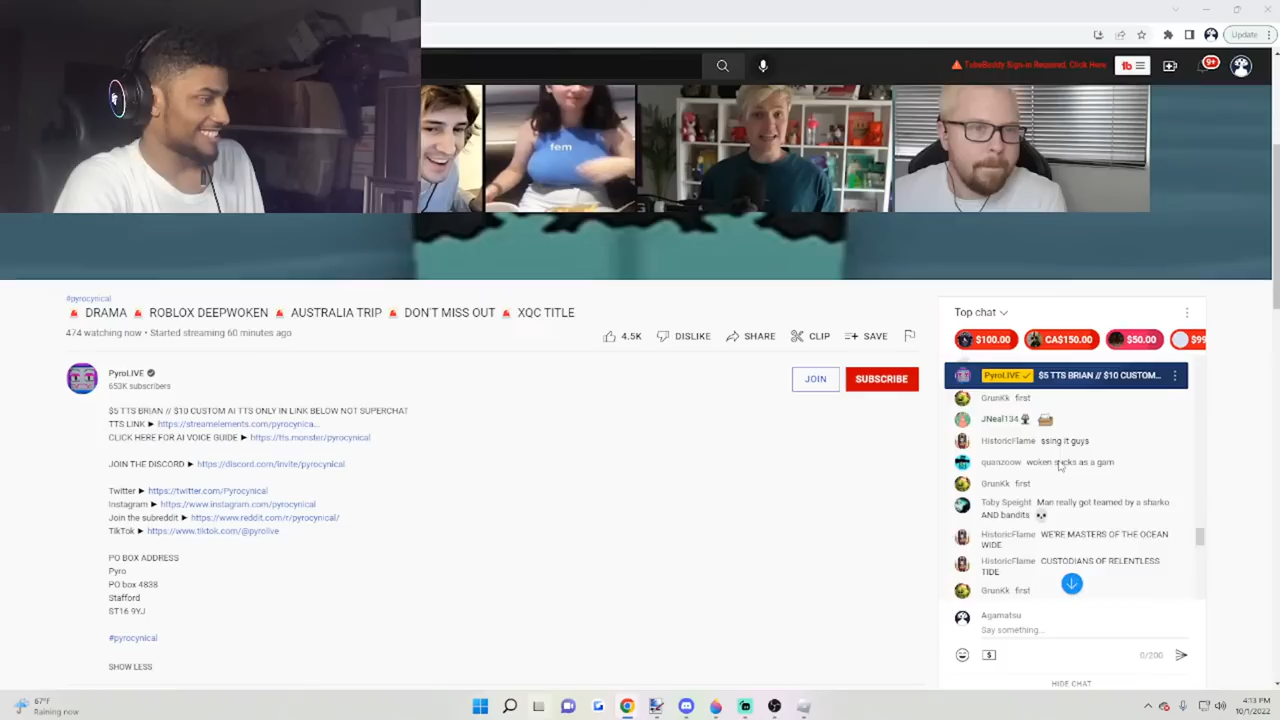 Update
TubeBuddy Sign-in Required, Click Here
tb
9+
fem
#pyrocynical
DRAMA ROBLOX DEEPWOKEN AUSTRALIA TRIP DON'T MISS OUT XQC TITLE
474 watching now • Started streaming 60 minutes ago
4.5K DISLIKE SHARE CLIP SAVE
PyroLIVE
653K subscribers
JOIN SUBSCRIBE
$5 TTS BRIAN // $10 CUSTOM AI TTS ONLY IN LINK BELOW NOT SUPERCHAT
TTS LINK ► https://streamelements.com/pyrocynica...
CLICK HERE FOR AI VOICE GUIDE ► https://tts.monster/pyrocynical
JOIN THE DISCORD ► https://discord.com/invite/pyrocynical
Twitter ► https://twitter.com/Pyrocynical
Instagram ► https://www.instagram.com/pyrocynical
Join the subreddit ► https://www.reddit.com/r/pyrocynical/
TikTok ► https://www.tiktok.com/@pyrolive
PO BOX ADDRESS
Pyro
PO box 4838
Stafford
ST16 9YJ
#pyrocynical
SHOW LESS
Top chat
$100.00 CA$150.00 $50.00 $99
PyroLIVE $5 TTS BRIAN // $10 CUSTOM...
GrunKk first
JNeal134
HistoricFlame ssing it guys
quanzoow woken sucks as a gam
GrunKk first
Toby Speight Man really got teamed by a sharko
AND bandits
HistoricFlame WE'RE MASTERS OF THE OCEAN
WIDE
HistoricFlame CUSTODIANS OF RELENTLESS
TIDE
GrunKk first
Agamatsu
Say something...
0/200
HIDE CHAT
67°F
Raining now
4:13 PM
10/1/2022